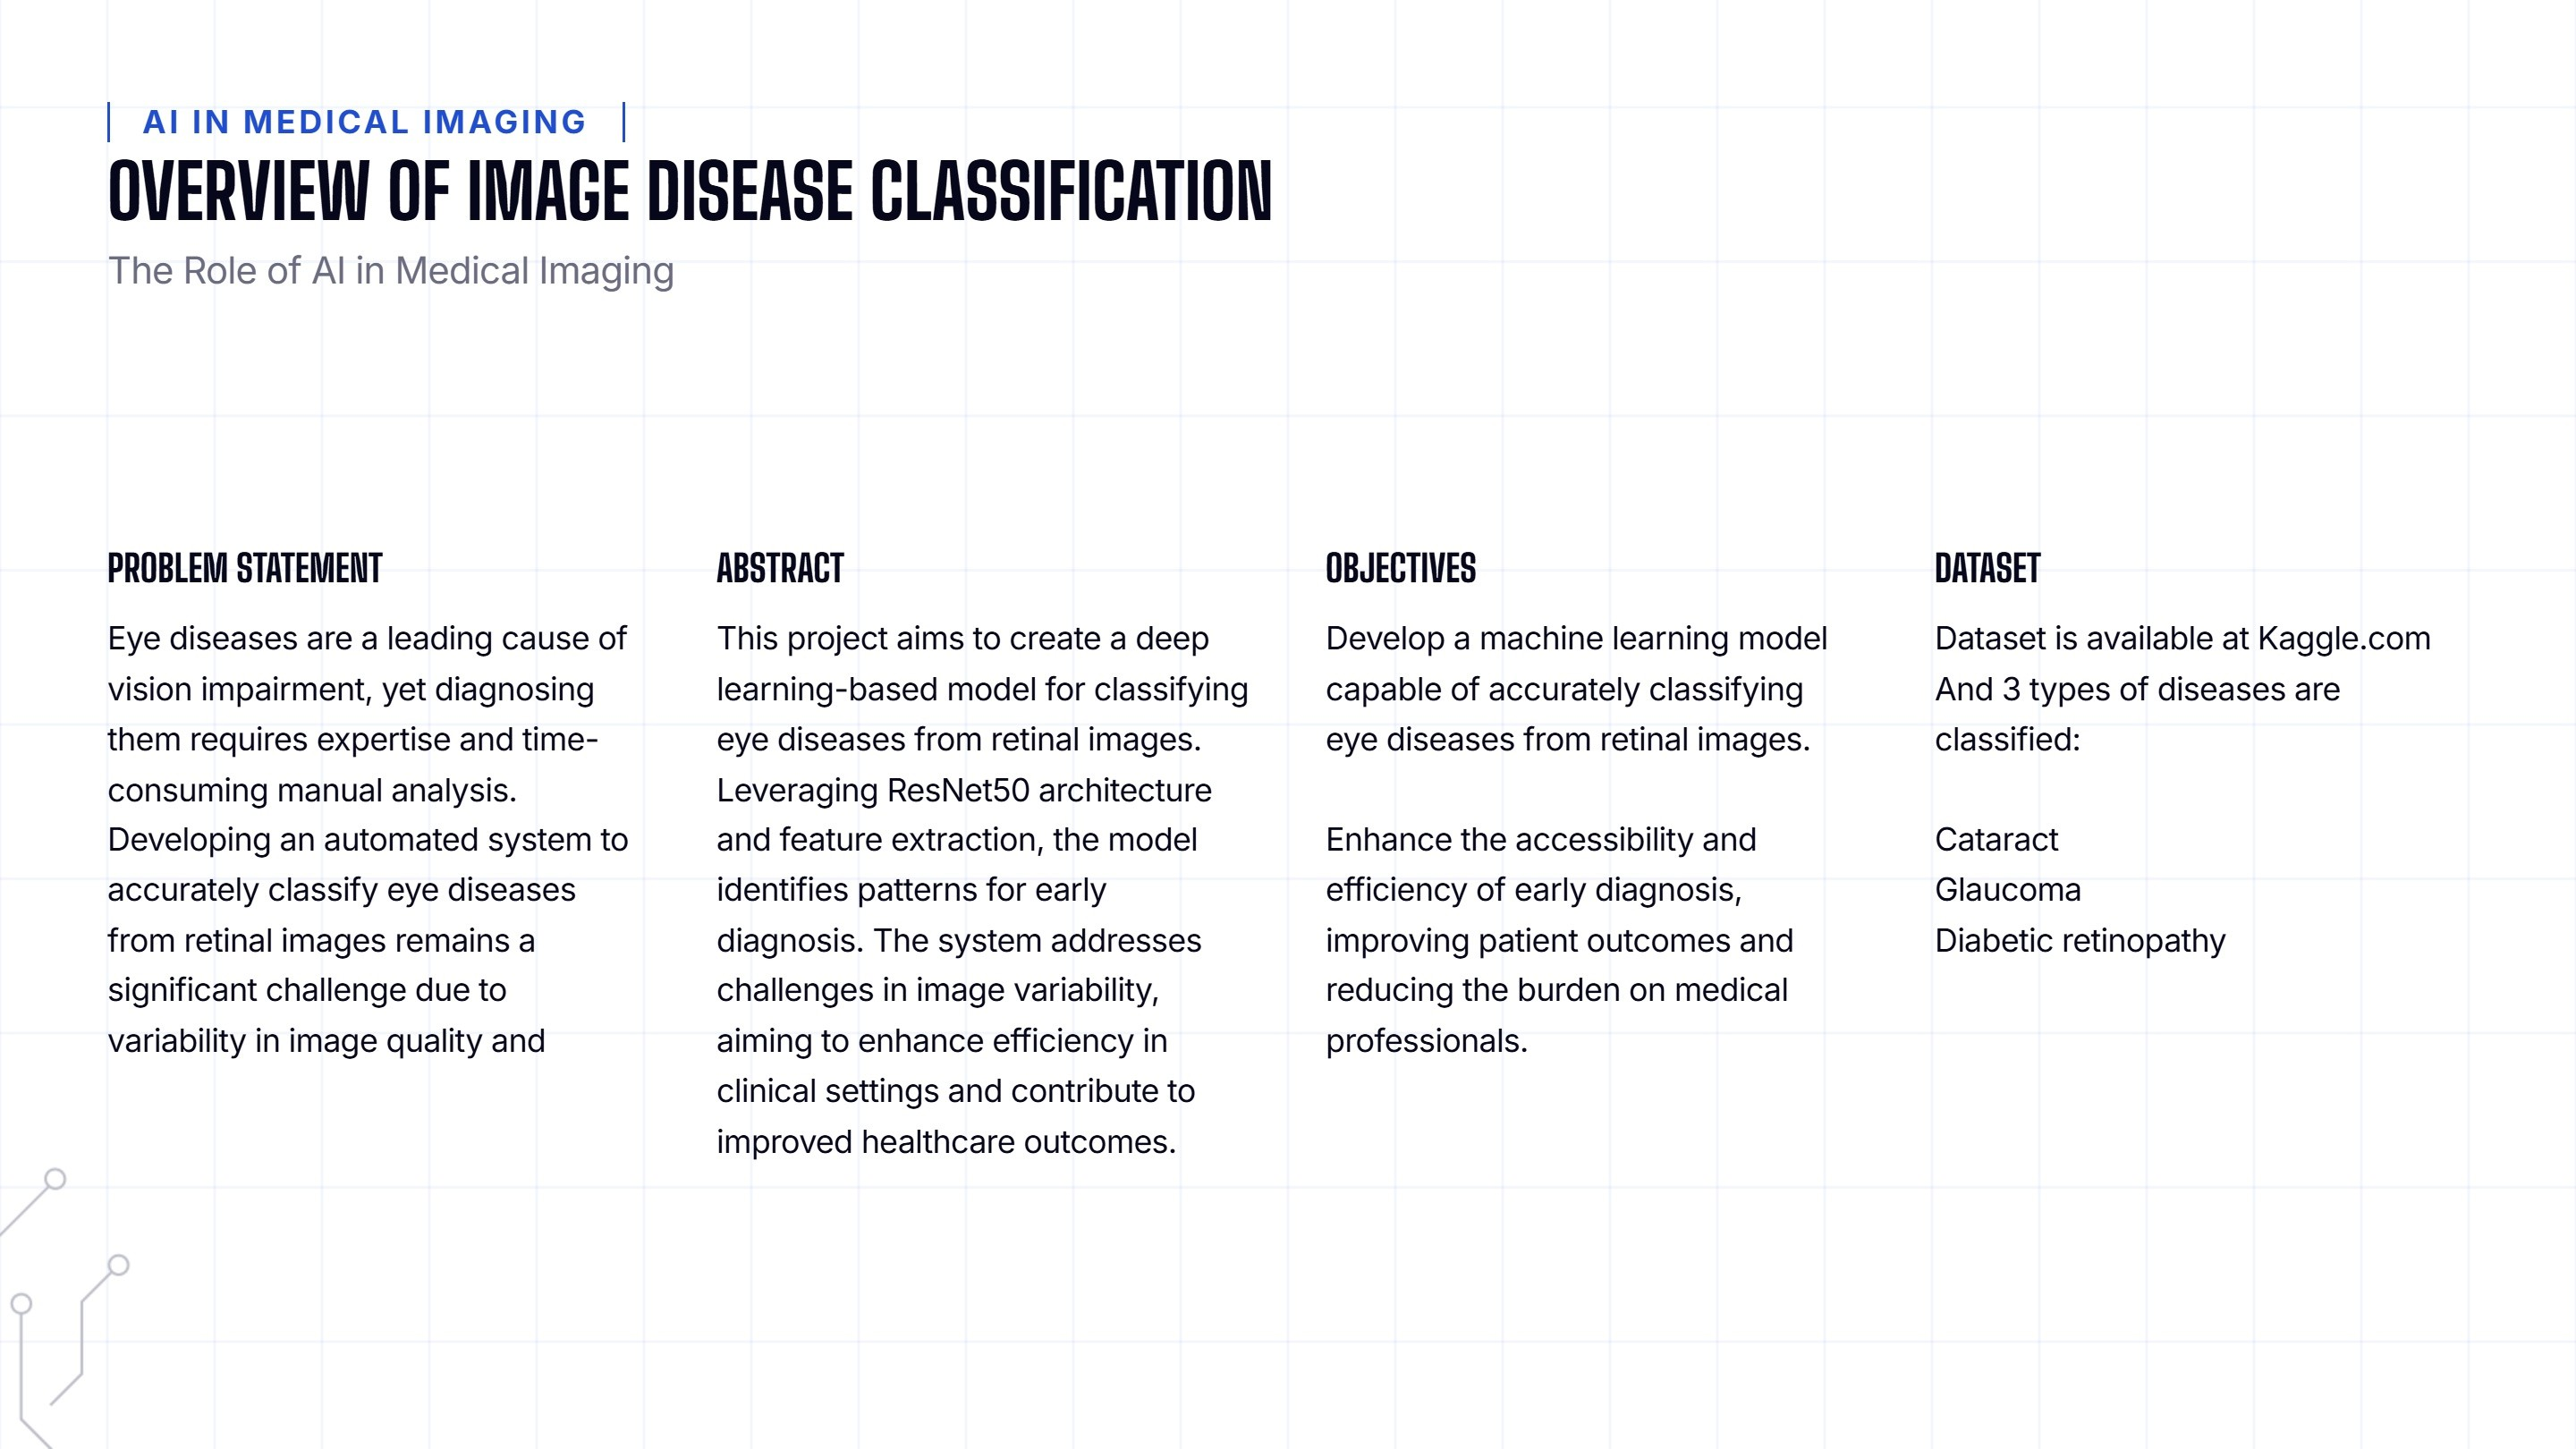 AI IN MEDICAL IMAGING
OVERVIEW OF IMAGE DISEASE CLASSIFICATION
The Role of AI in Medical Imaging
PROBLEM STATEMENT
Eye diseases are a leading cause of
vision impairment, yet diagnosing
them requires expertise and time-
consuming manual analysis.
Developing an automated system to
accurately classify eye diseases
from retinal images remains a
significant challenge due to
variability in image quality and
ABSTRACT
This project aims to create a deep
learning-based model for classifying
eye diseases from retinal images.
Leveraging ResNet50 architecture
and feature extraction, the model
identifies patterns for early
diagnosis. The system addresses
challenges in image variability,
aiming to enhance efficiency in
clinical settings and contribute to
improved healthcare outcomes.
OBJECTIVES
Develop a machine learning model
capable of accurately classifying
eye diseases from retinal images.
Enhance the accessibility and
efficiency of early diagnosis,
improving patient outcomes and
reducing the burden on medical
professionals.
DATASET
Dataset is available at Kaggle.com
And 3 types of diseases are
classified:
Cataract
Glaucoma
Diabetic retinopathy